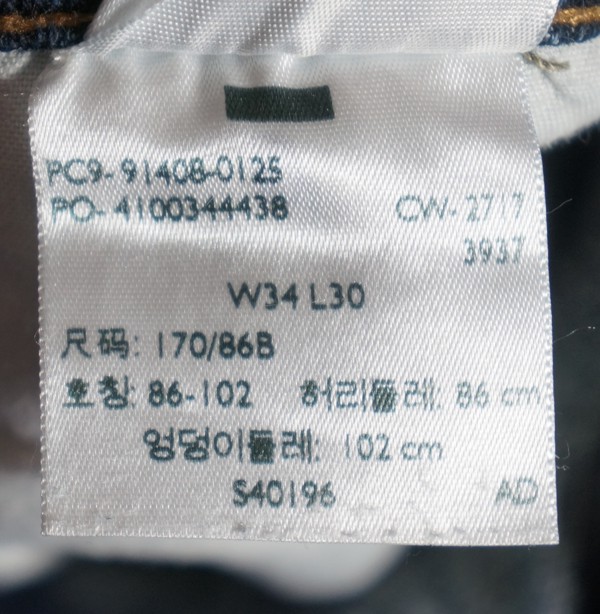 PC9-91408-0125
PO-4100344438 CW-2717
3937
W34 L30
尺码: 170/86B
호칭: 86-102 허리둘레: 86 cm
엉덩이둘레: 102 cm
S40196 AD